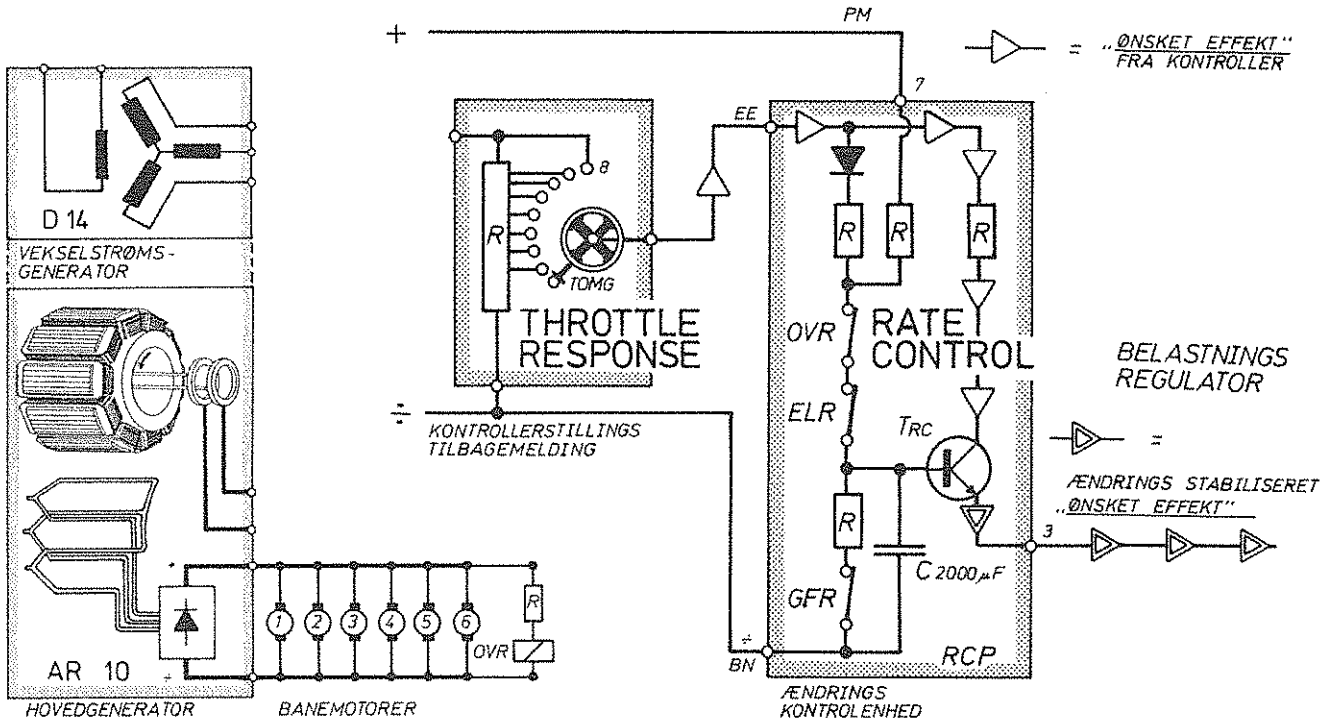 PM
+
= „ØNSKET EFFEKT"
FRA KONTROLLER
7
EE
8
D 14
R
R
R
R
VEKSELSTRØMS-
GENERATOR
TOMG
THROTTLE
RESPONSE
OVR
RATE
CONTROL
BELASTNINGS
REGULATOR
÷
ELR
KONTROLLERSTILLINGS
TILBAGEMELDING
TRC
=
ÆNDRINGS STABILISERET
„ØNSKET EFFEKT"
R
3
C 2000µF
GFR
+
R
1
2
3
4
5
6
OVR
÷
BN
RCP
AR 10
÷
HOVEDGENERATOR
BANEMOTORER
ÆNDRINGS
KONTROLENHED